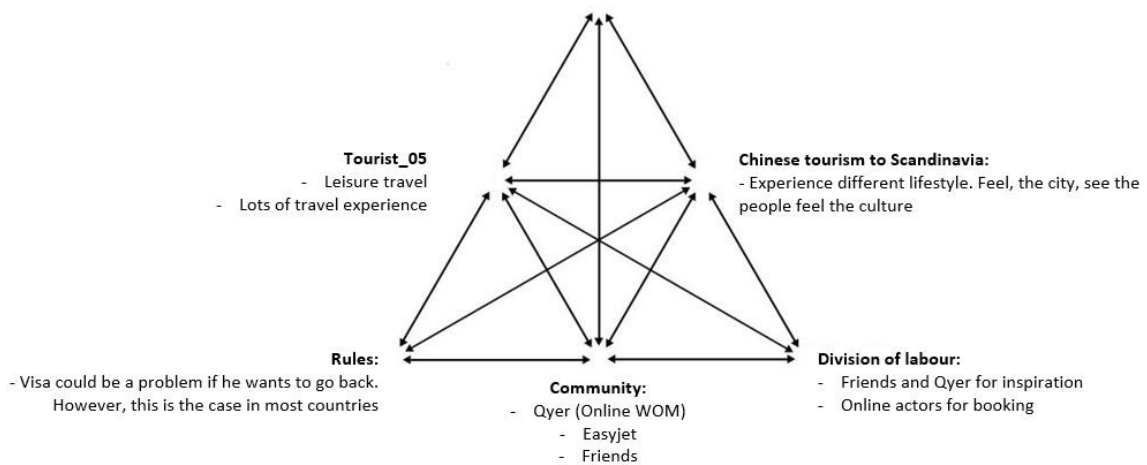 Tourist_05
- Leisure travel
- Lots of travel experience
Chinese tourism to Scandinavia:
- Experience different lifestyle. Feel, the city, see the
people feel the culture
Rules:
- Visa could be a problem if he wants to go back.
However, this is the case in most countries
Community:
- Qyer (Online WOM)
- Easyjet
- Friends
Division of labour:
- Friends and Qyer for inspiration
- Online actors for booking